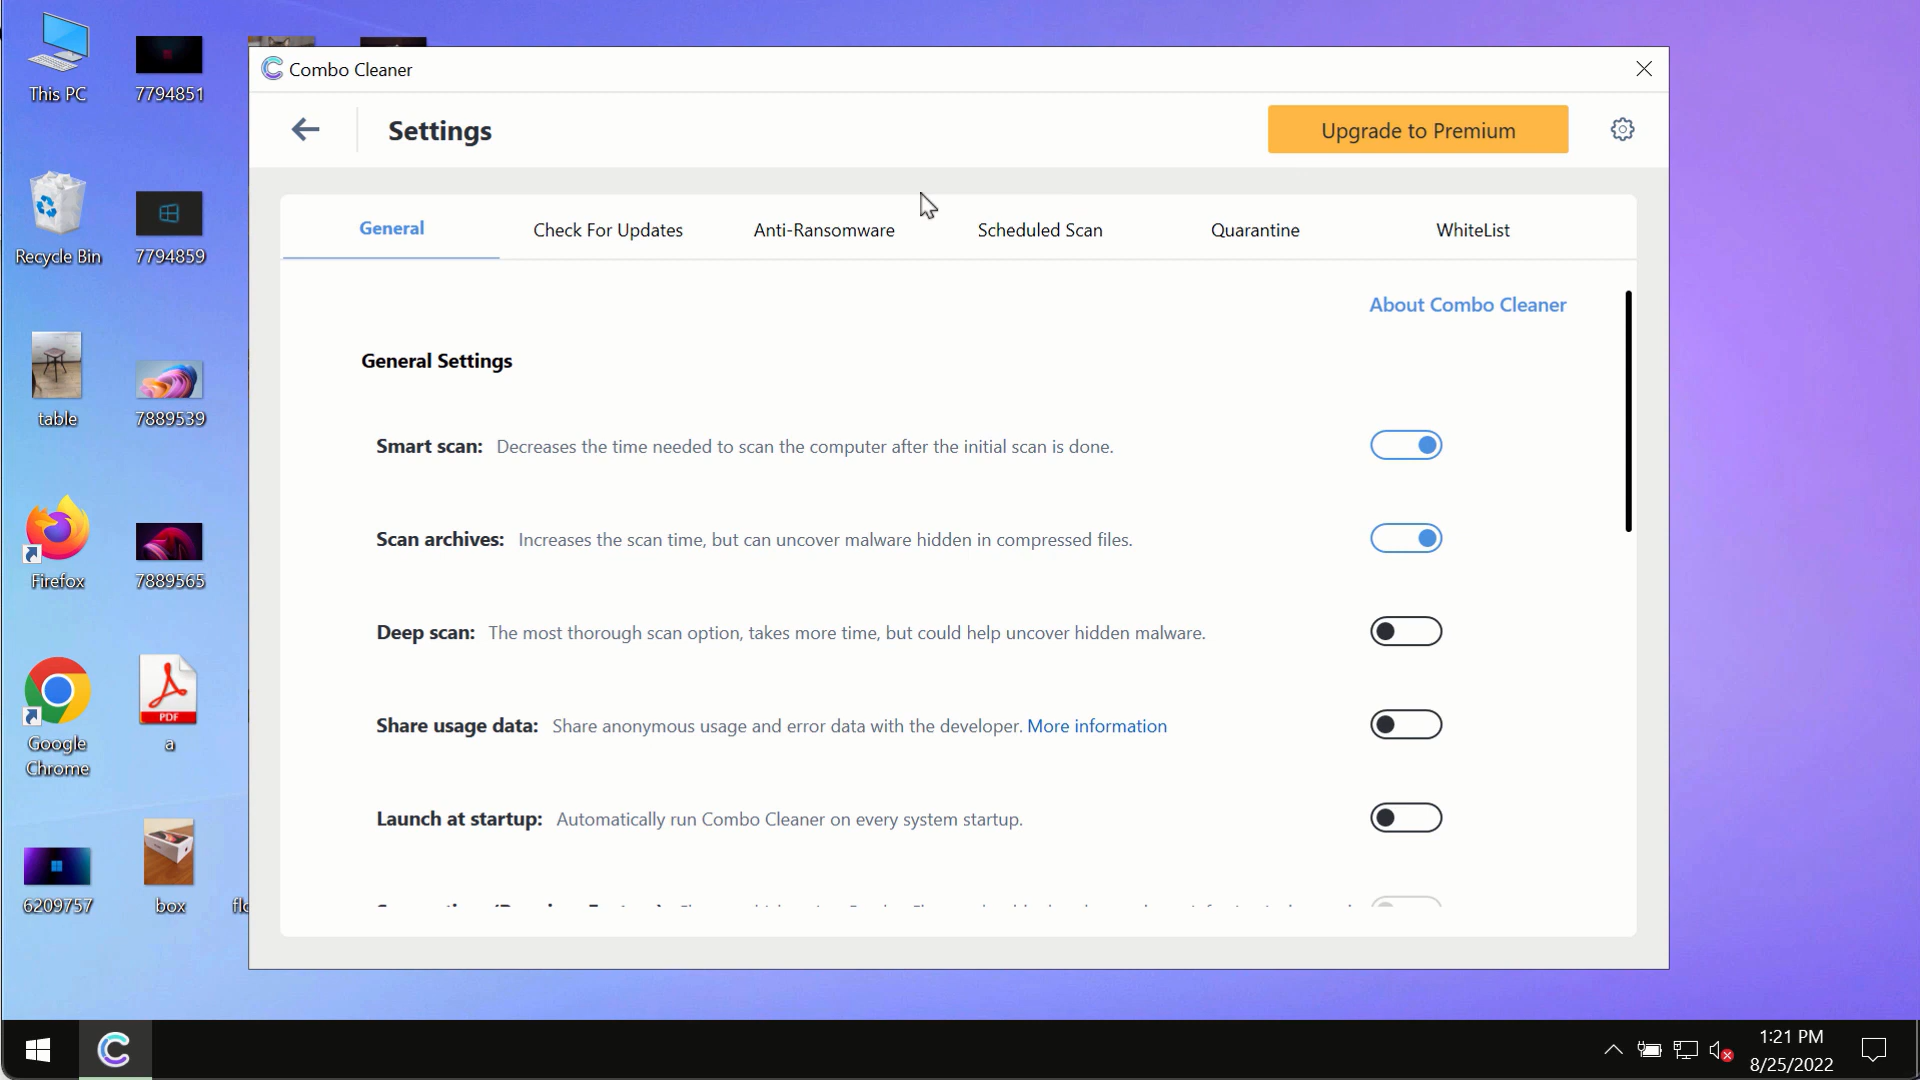 This PC
7794851
Recycle Bin
7794859
table
7889539
Firefox
7889565
Google
Chrome
a
PDF
6209757
box
Combo Cleaner
Settings
Upgrade to Premium
General
Check For Updates
Anti-Ransomware
Scheduled Scan
Quarantine
WhiteList
About Combo Cleaner
General Settings
Smart scan: Decreases the time needed to scan the computer after the initial scan is done.
Scan archives: Increases the scan time, but can uncover malware hidden in compressed files.
Deep scan: The most thorough scan option, takes more time, but could help uncover hidden malware.
Share usage data: Share anonymous usage and error data with the developer. More information
Launch at startup: Automatically run Combo Cleaner on every system startup.
1:21 PM
8/25/2022